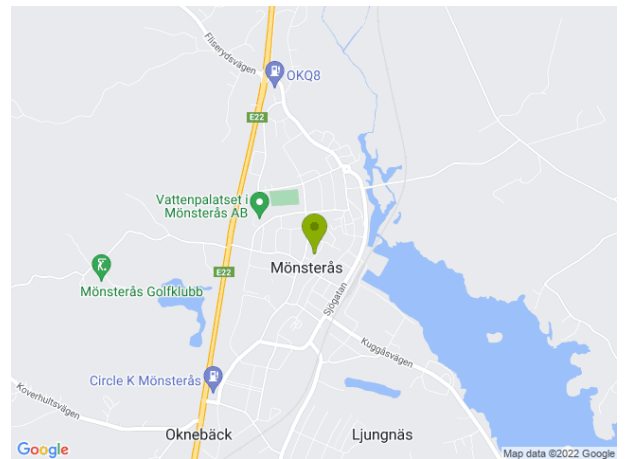 Fliserydsvägen
OKQ8
E22
Vattenpalatset i
Mönsterås AB
Mönsterås
E22
Mönsterås Golfklubb
Sjögatan
Kuggåsvägen
Circle K Mönsterås
Koverhultsvägen
Oknebäck
Ljungnäs
Google
Map data ©2022 Google